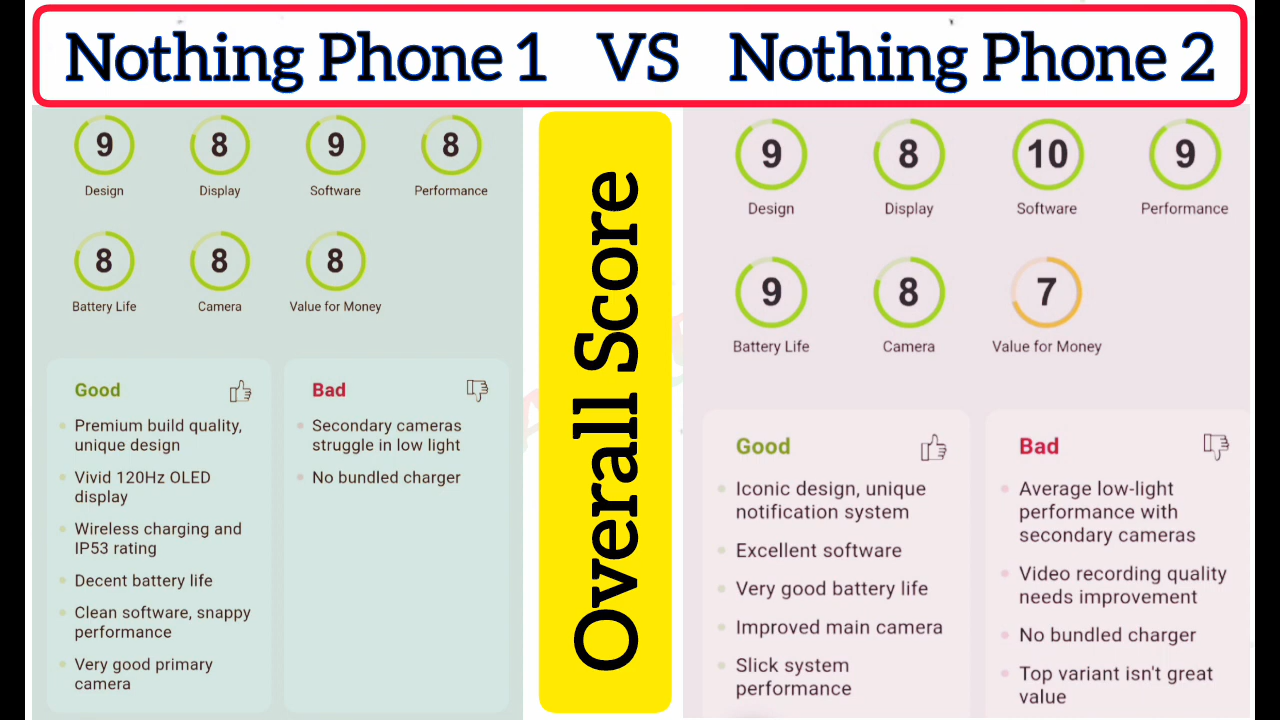 Nothing Phone 1 VS Nothing Phone 2
9 8 9 8
Design Display Software Performance
8 8 8
Battery Life Camera Value for Money
Good
Premium build quality,
unique design
Vivid 120Hz OLED
display
Wireless charging and
IP53 rating
Decent battery life
Clean software, snappy
performance
Very good primary
camera
Bad
Secondary cameras
struggle in low light
No bundled charger
Overall Score
9 8 10 9
Design Display Software Performance
9 8 7
Battery Life Camera Value for Money
Good
Iconic design, unique
notification system
Excellent software
Very good battery life
Improved main camera
Slick system
performance
Bad
Average low-light
performance with
secondary cameras
Video recording quality
needs improvement
No bundled charger
Top variant isn't great
value